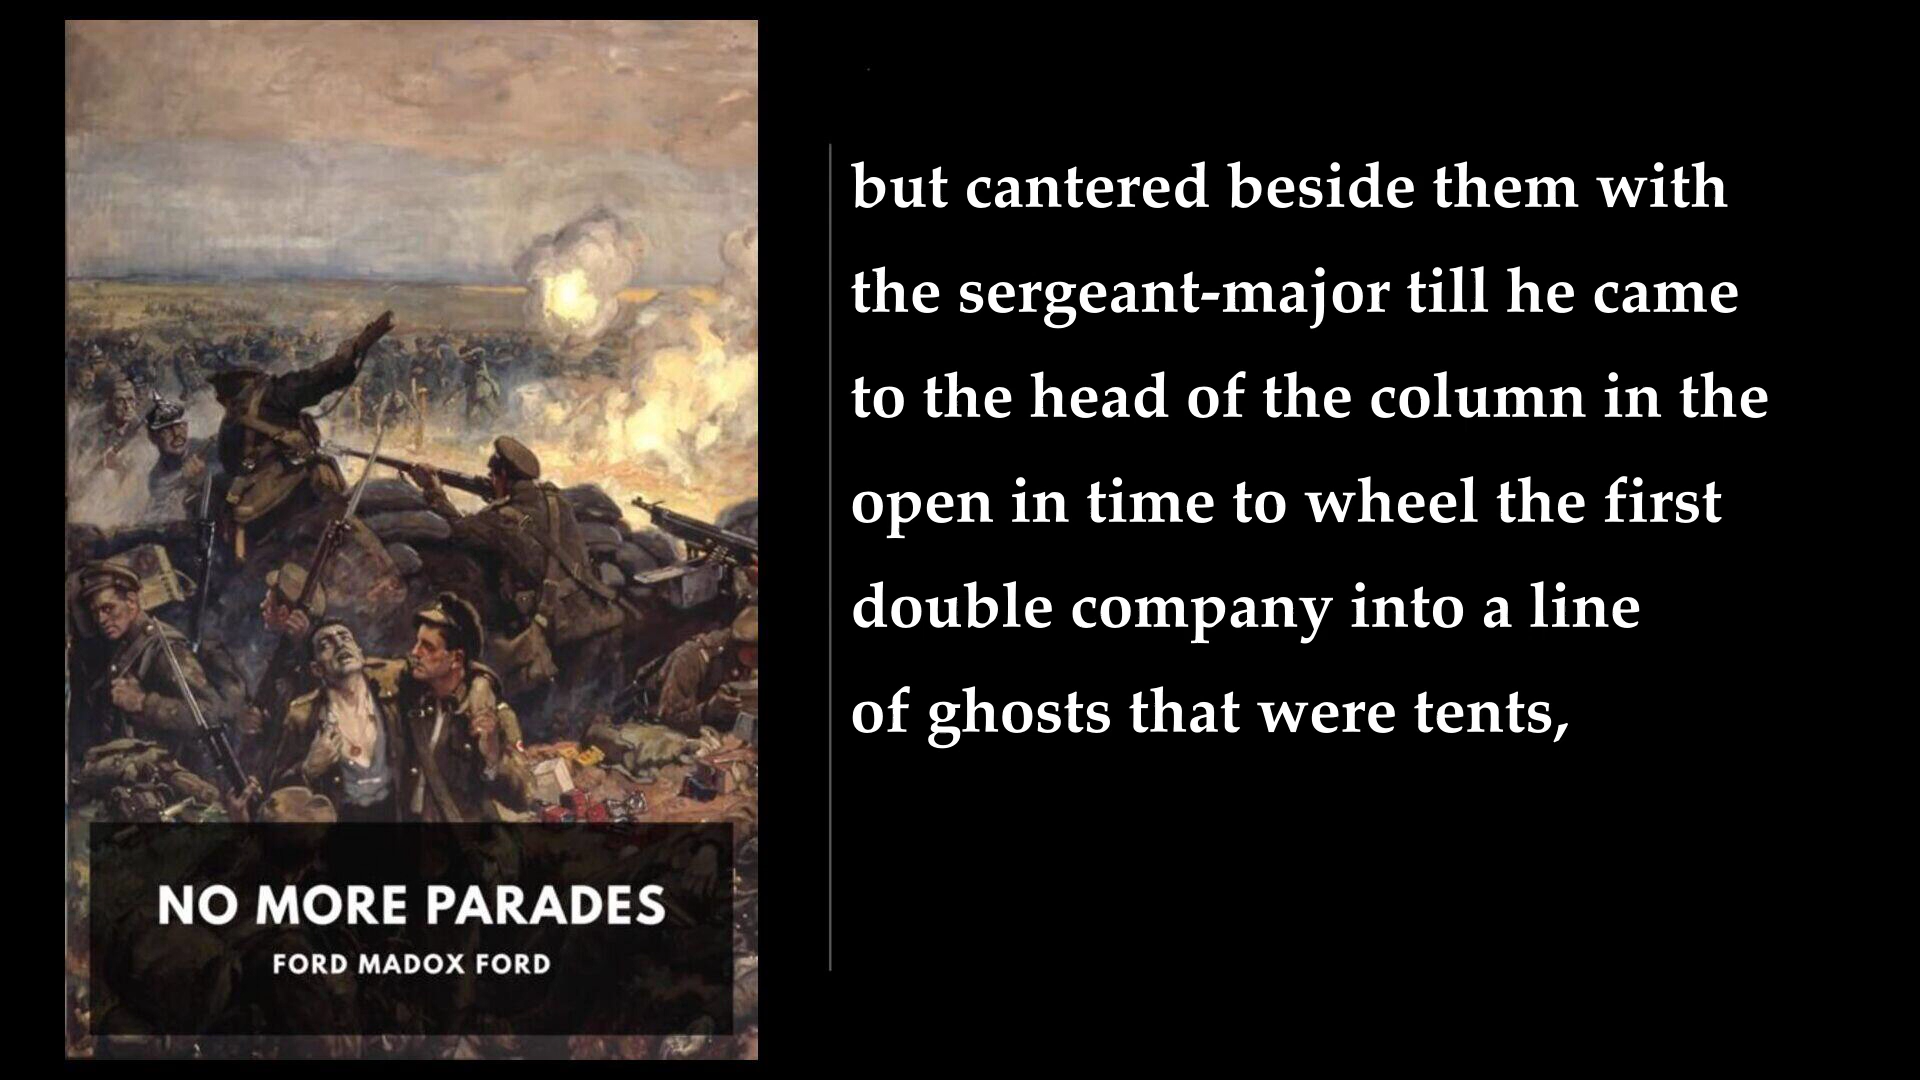 but cantered beside them with
the sergeant-major till he came
to the head of the column in the
open in time to wheel the first
double company into a line
of ghosts that were tents,
NO MORE PARADES
FORD MADOX FORD